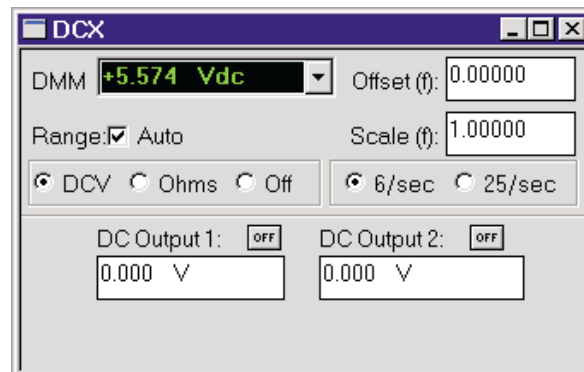 DCX
DMM +5.574 Vdc Offset (f): 0.00000
Range: Auto Scale (f): 1.00000
DCV Ohms Off 6/sec 25/sec
DC Output 1: OFF DC Output 2: OFF
0.000 V 0.000 V